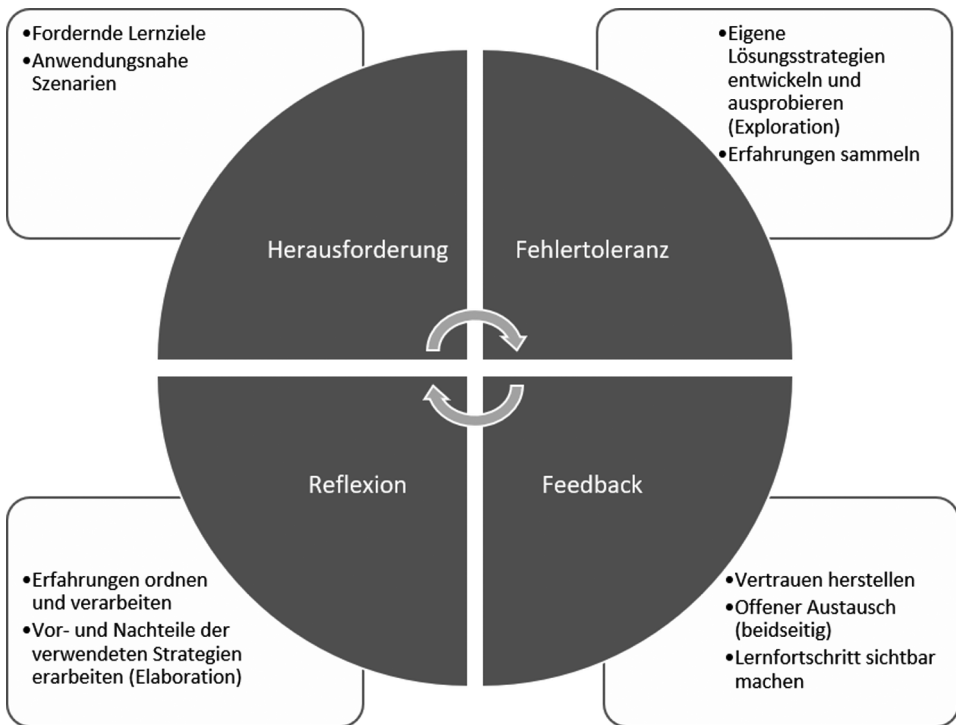 •Fordernde Lernziele
•Anwendungsnahe
Szenarien
•Eigene
Lösungsstrategien
entwickeln und
ausprobieren
(Exploration)
•Erfahrungen sammeln
Herausforderung
Fehlertoleranz
Reflexion
Feedback
•Erfahrungen ordnen
und verarbeiten
•Vor- und Nachteile der
verwendeten Strategien
erarbeiten (Elaboration)
•Vertrauen herstellen
•Offener Austausch
(beidseitig)
•Lernfortschritt sichtbar
machen